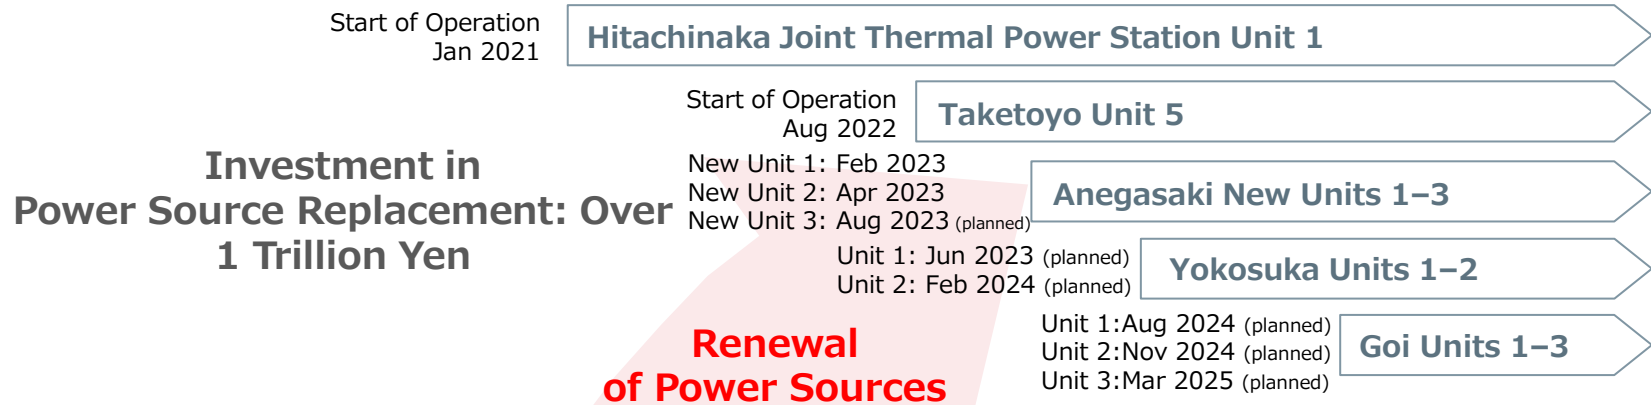 Start of Operation
Jan 2021
Hitachinaka Joint Thermal Power Station Unit 1
Start of Operation
Aug 2022
Taketoyo Unit 5
Investment in
Power Source Replacement: Over
1 Trillion Yen
New Unit 1: Feb 2023
New Unit 2: Apr 2023
New Unit 3: Aug 2023 (planned)
Anegasaki New Units 1–3
Unit 1: Jun 2023 (planned)
Unit 2: Feb 2024 (planned)
Yokosuka Units 1–2
Unit 1:Aug 2024 (planned)
Unit 2:Nov 2024 (planned)
Unit 3:Mar 2025 (planned)
Goi Units 1–3
Renewal
of Power Sources